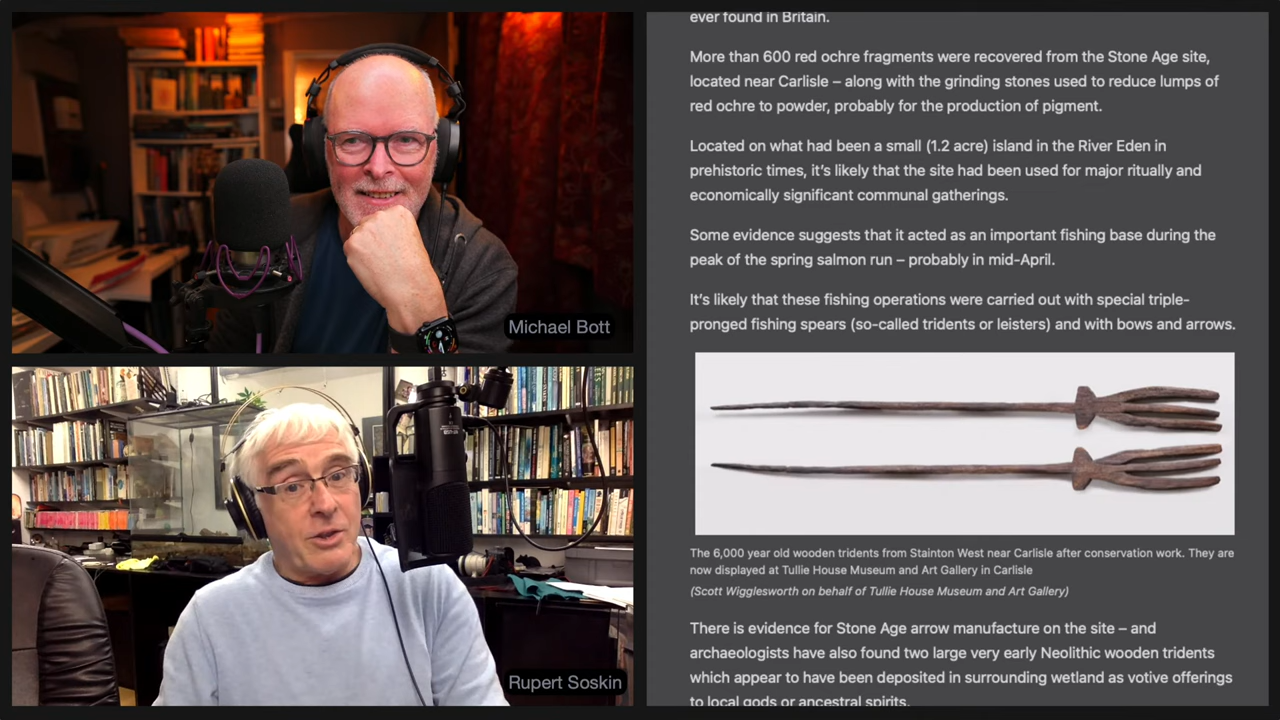 Michael Bott
Rupert Soskin
ever found in Britain.
More than 600 red ochre fragments were recovered from the Stone Age site,
located near Carlisle – along with the grinding stones used to reduce lumps of
red ochre to powder, probably for the production of pigment.
Located on what had been a small (1.2 acre) island in the River Eden in
prehistoric times, it’s likely that the site had been used for major ritually and
economically significant communal gatherings.
Some evidence suggests that it acted as an important fishing base during the
peak of the spring salmon run – probably in mid-April.
It’s likely that these fishing operations were carried out with special triple-
pronged fishing spears (so-called tridents or leisters) and with bows and arrows.
The 6,000 year old wooden tridents from Stainton West near Carlisle after conservation work. They are
now displayed at Tullie House Museum and Art Gallery in Carlisle
(Scott Wigglesworth on behalf of Tullie House Museum and Art Gallery)
There is evidence for Stone Age arrow manufacture on the site – and
archaeologists have also found two large very early Neolithic wooden tridents
which appear to have been deposited in surrounding wetland as votive offerings
to local gods or ancestral spirits.